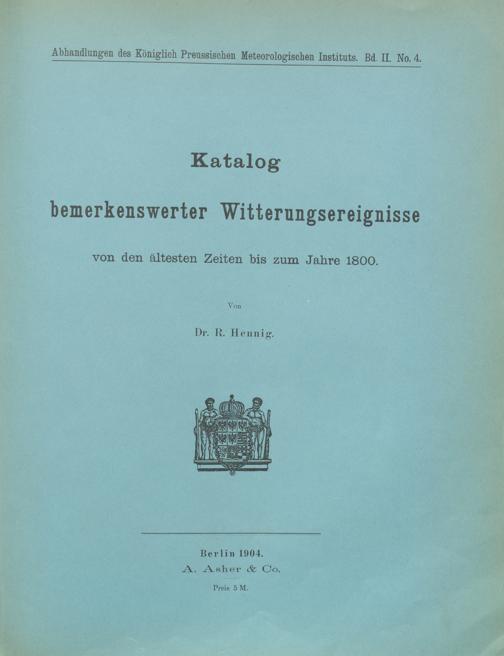 Abhandlungen des Königlich Preussischen Meteorologischen Instituts. Bd. II. No. 4.
Katalog
bemerkenswerter Witterungsereignisse
von den ältesten Zeiten bis zum Jahre 1800.
Von
Dr. R. Hennig.
Berlin 1904.
A. Asher & Co.
Preis 5 M.